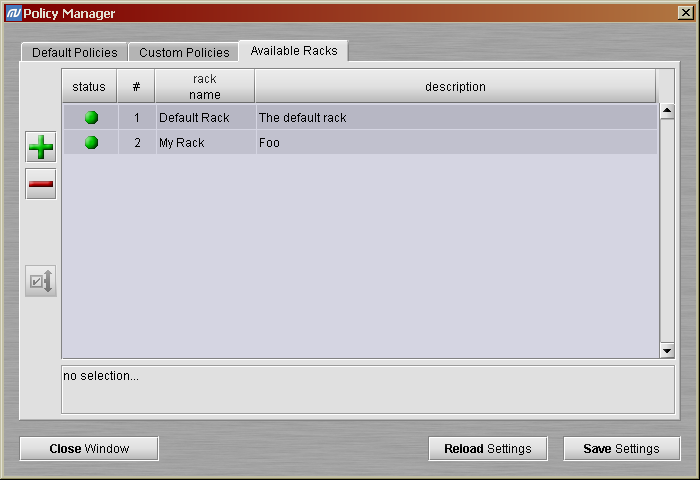 Policy Manager
Default Policies Custom Policies Available Racks
status # rack name description
1 Default Rack The default rack
2 My Rack Foo
no selection...
Close Window Reload Settings Save Settings